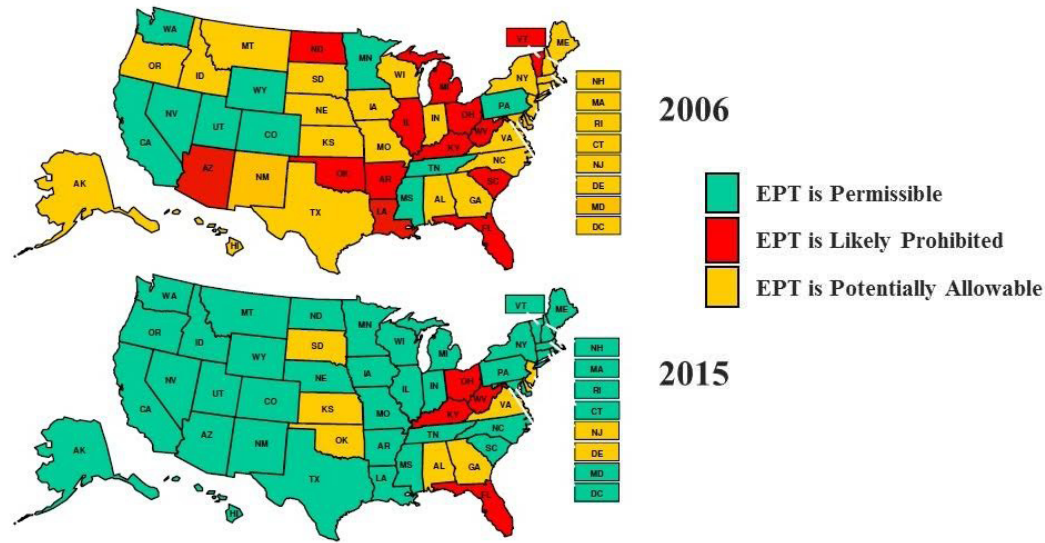 WA
MT
ND
MN
VT
ME
OR
ID
SD
WI
MI
NY
NH
WY
NE
IA
PA
MA
2006
NV
UT
CO
IL
IN
OH
WV
RI
CA
KS
MO
KY
VA
CT
AZ
NM
OK
AR
TN
NC
NJ
AK
TX
LA
MS
AL
GA
SC
DE
EPT is Permissible
HI
FL
MD
DC
EPT is Likely Prohibited
EPT is Potentially Allowable
WA
MT
ND
MN
VT
ME
OR
ID
SD
WI
MI
NY
NH
WY
NE
IA
PA
MA
2015
NV
UT
CO
IL
IN
OH
WV
RI
CA
KS
MO
KY
VA
CT
AZ
NM
OK
AR
TN
NC
NJ
AK
TX
LA
MS
AL
GA
SC
DE
HI
FL
MD
DC